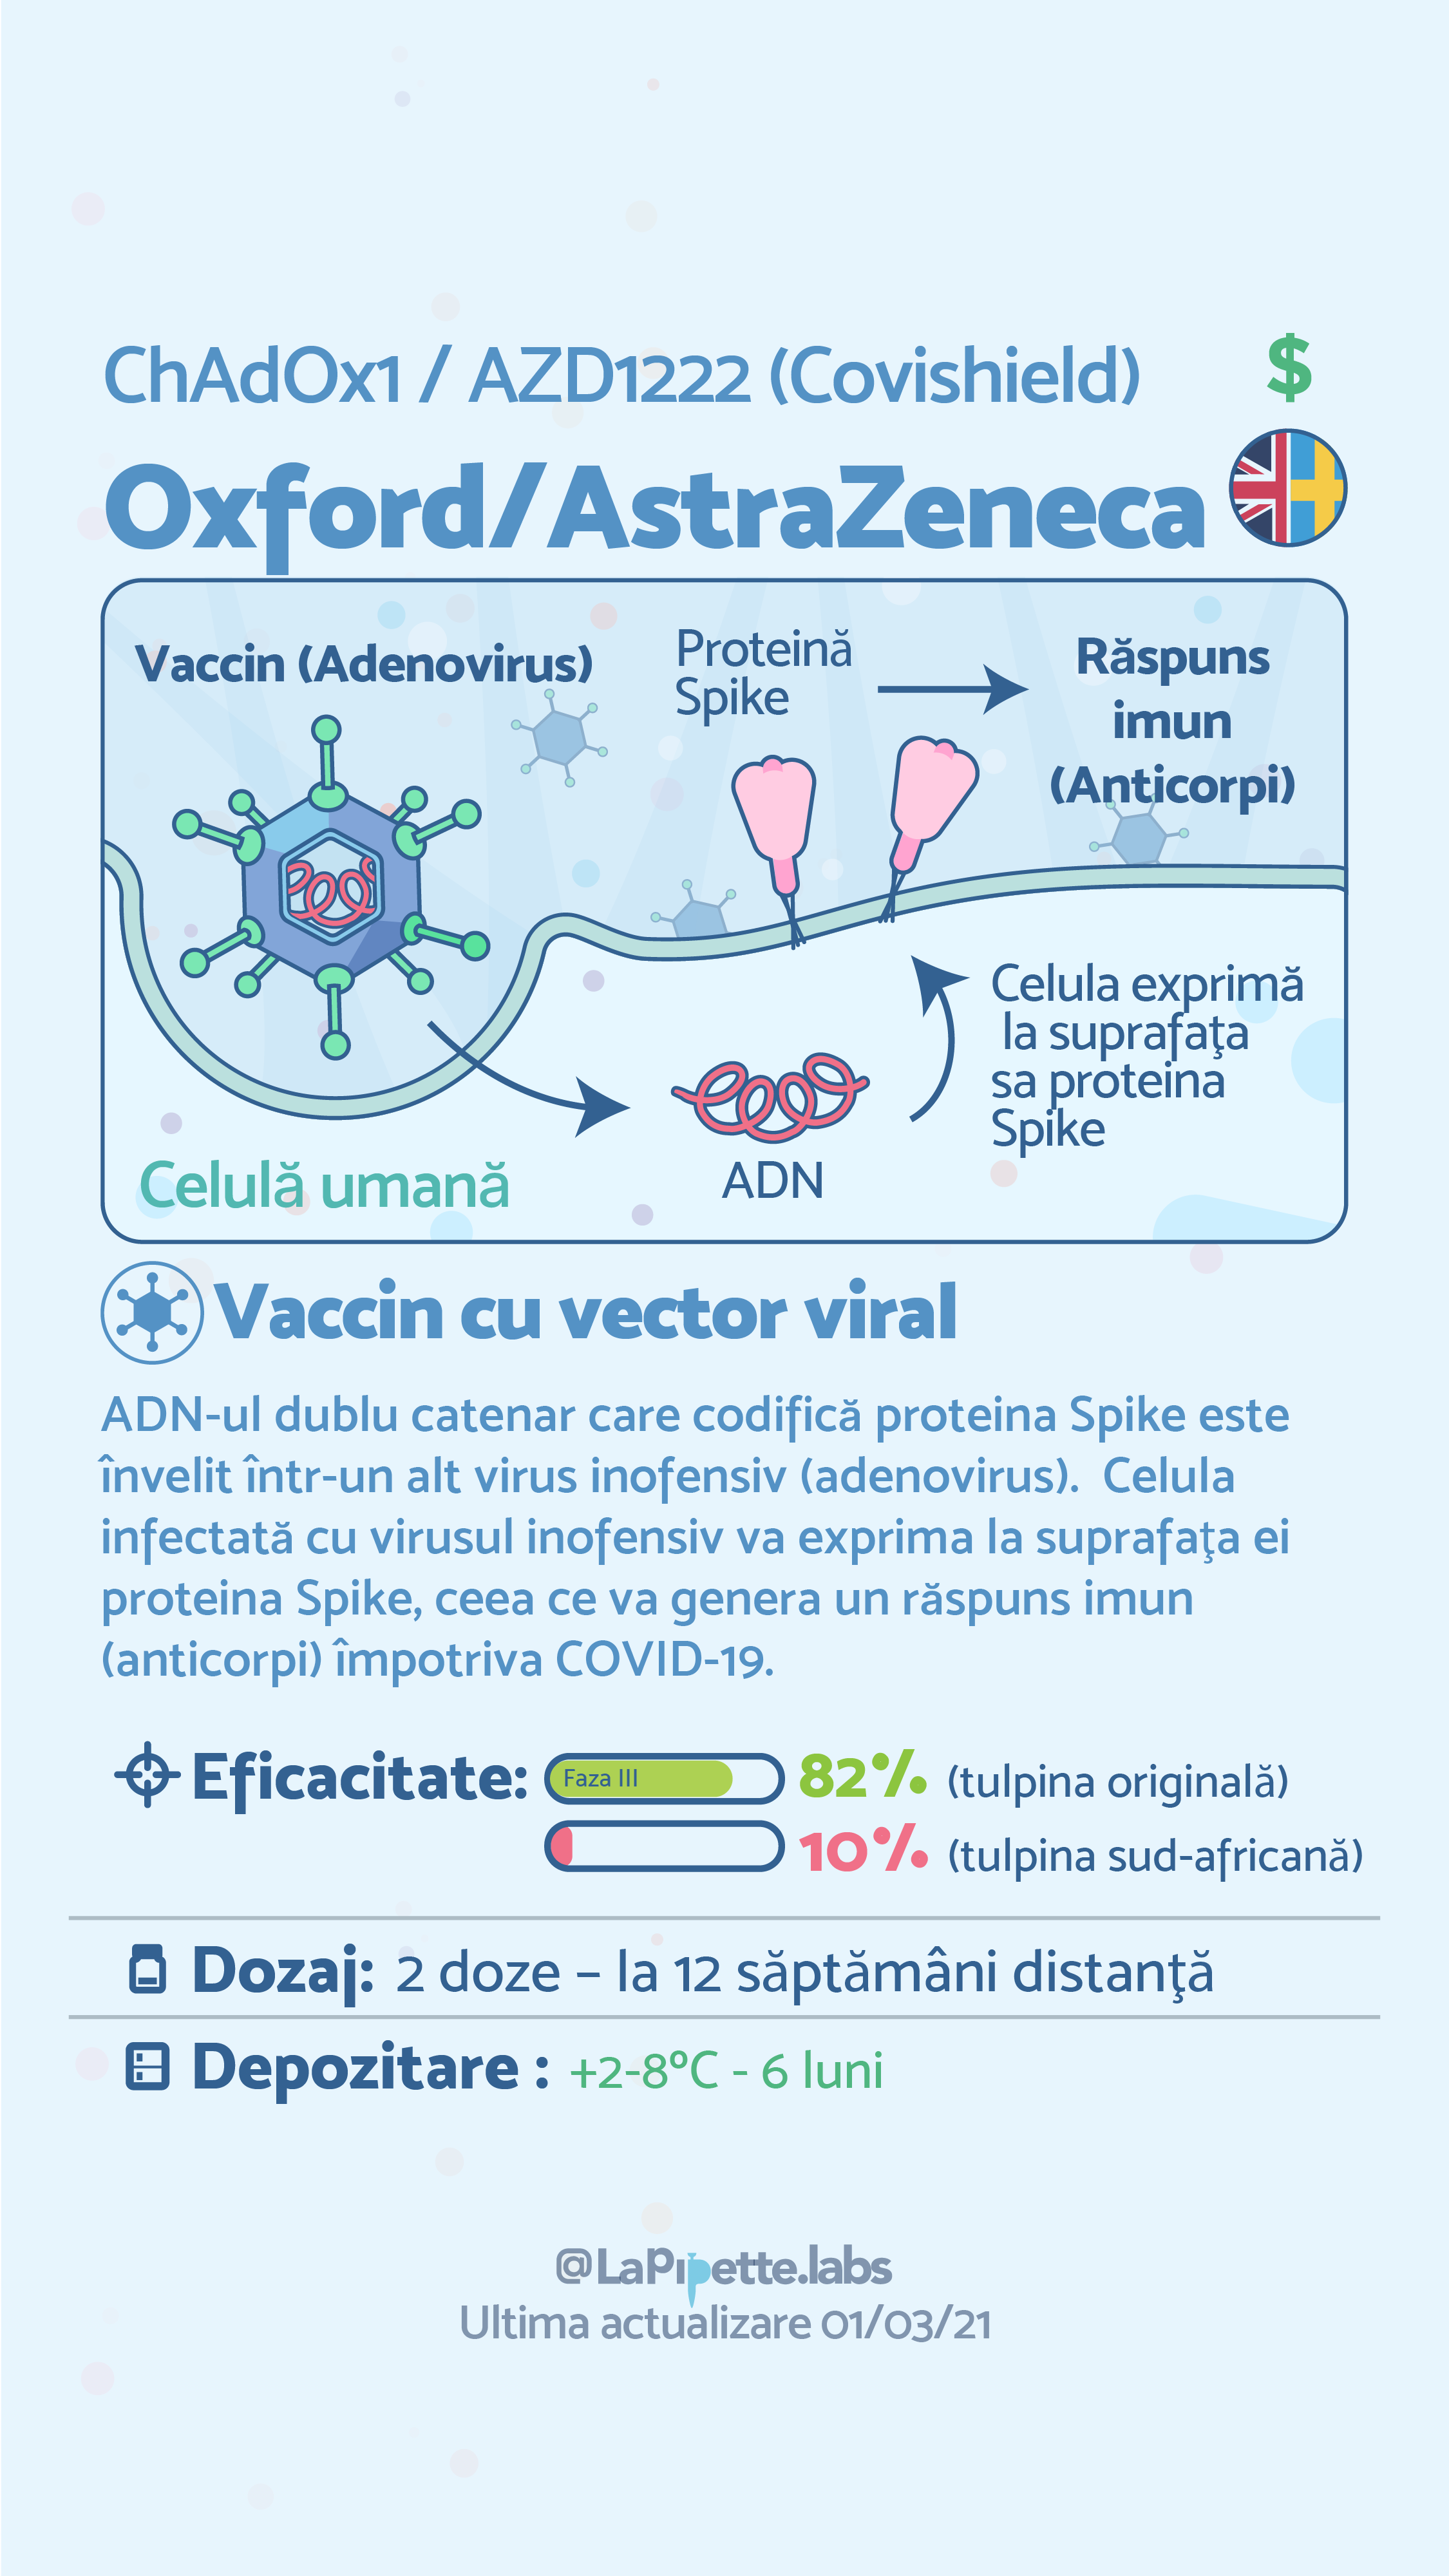 ChAdOx1 / AZD1222 (Covishield)
$
Oxford/AstraZeneca
Vaccin (Adenovirus)
Proteină
Spike
Răspuns
imun
(Anticorpi)
Celula exprimă
la suprafaţa
sa proteina
Spike
ADN
Celulă umană
Vaccin cu vector viral
ADN-ul dublu catenar care codifică proteina Spike este
învelit într-un alt virus inofensiv (adenovirus). Celula
infectată cu virusul inofensiv va exprima la suprafaţa ei
proteina Spike, ceea ce va genera un răspuns imun
(anticorpi) împotriva COVID-19.
Eficacitate: Faza III 82% (tulpina originală)
10% (tulpina sud-africană)
Dozaj: 2 doze – la 12 săptămâni distanţă
Depozitare : +2-8°C - 6 luni
@LaPipette.labs
Ultima actualizare 01/03/21